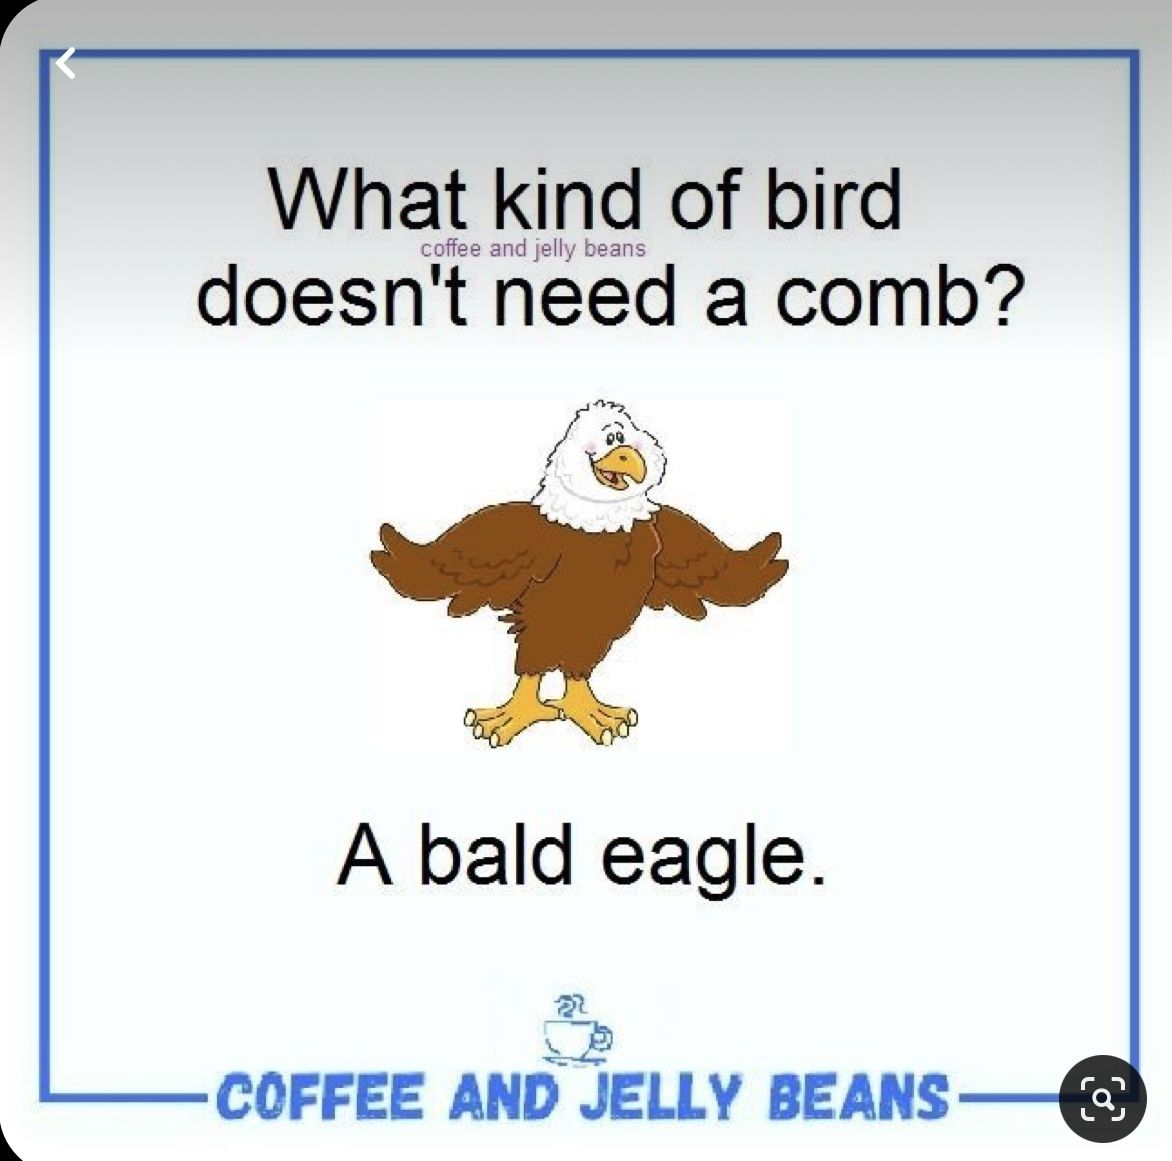 What kind of bird
coffee and jelly beans
doesn't need a comb?
A bald eagle.
COFFEE AND JELLY BEANS